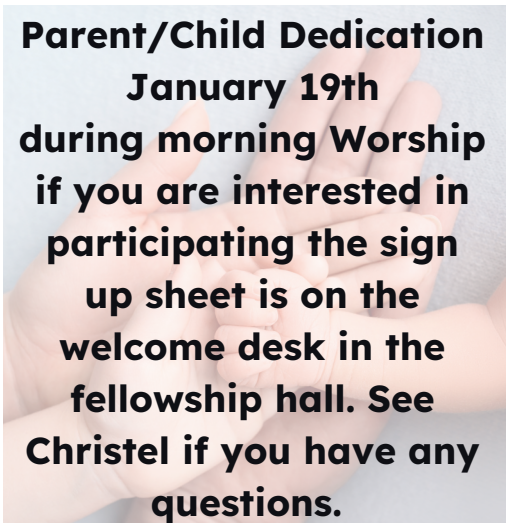 Parent/Child Dedication
January 19th
during morning Worship
if you are interested in
participating the sign
up sheet is on the
welcome desk in the
fellowship hall. See
Christel if you have any
questions.